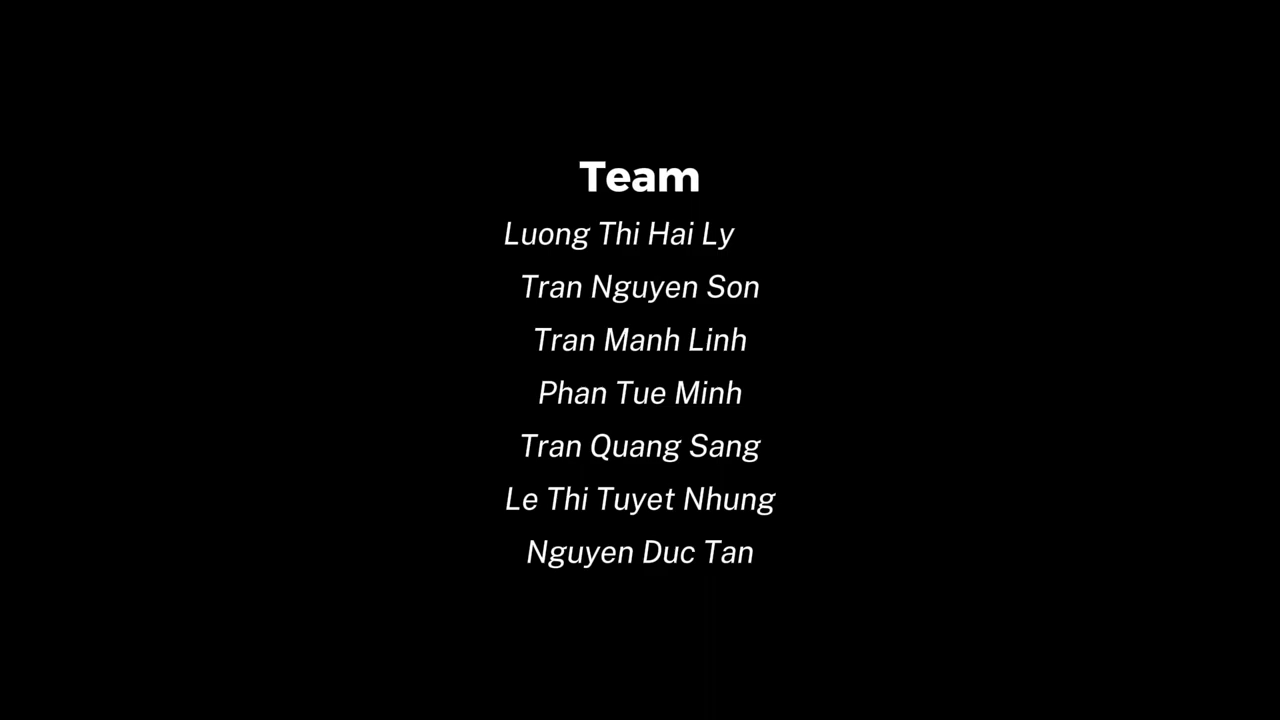 Team
Luong Thi Hai Ly
Tran Nguyen Son
Tran Manh Linh
Phan Tue Minh
Tran Quang Sang
Le Thi Tuyet Nhung
Nguyen Duc Tan